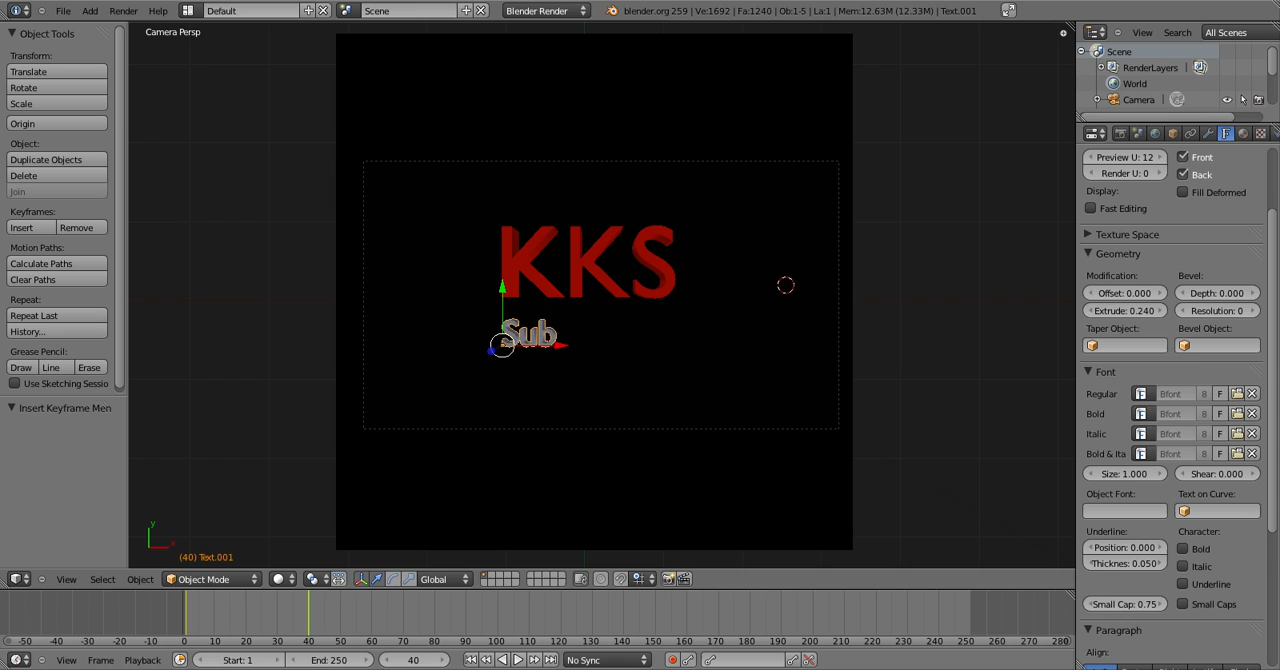 File Add Render Help Default Scene Blender Render blender.org 259 | Ve:1692 | Fa:1240 | Ob:1-5 | La:1 | Mem:12.63M (12.33M) | Text.001
Object Tools
Transform:
Translate
Rotate
Scale
Origin
Object:
Duplicate Objects
Delete
Join
Keyframes:
Insert Remove
Motion Paths:
Calculate Paths
Clear Paths
Repeat:
Repeat Last
History...
Grease Pencil:
Draw Line Erase
Use Sketching Sessio
Insert Keyframe Men
Camera Persp
KKS
Sub
y
x
(40) Text.001
View Search All Scenes
Scene
RenderLayers |
World
Camera |
F
Preview U: 12 Front
Render U: 0 Back
Display: Fill Deformed
Fast Editing
Texture Space
Geometry
Modification: Bevel:
Offset: 0.000 Depth: 0.000
Extrude: 0.240 Resolution: 0
Taper Object: Bevel Object:
Font
Regular F Bfont 8 F
Bold F Bfont 8 F
Italic F Bfont 8 F
Bold & Ita F Bfont 8 F
Size: 1.000 Shear: 0.000
Object Font: Text on Curve:
Underline: Character:
Position: 0.000 Bold
Thicknes: 0.050 Italic
Underline
Small Cap: 0.75 Small Caps
Paragraph
Align:
View Select Object Object Mode Global
-50 -40 -30 -20 -10 0 10 20 30 40 50 60 70 80 90 100 110 120 130 140 150 160 170 180 190 200 210 220 230 240 250 260 270 280
View Frame Playback Start: 1 End: 250 40 No Sync